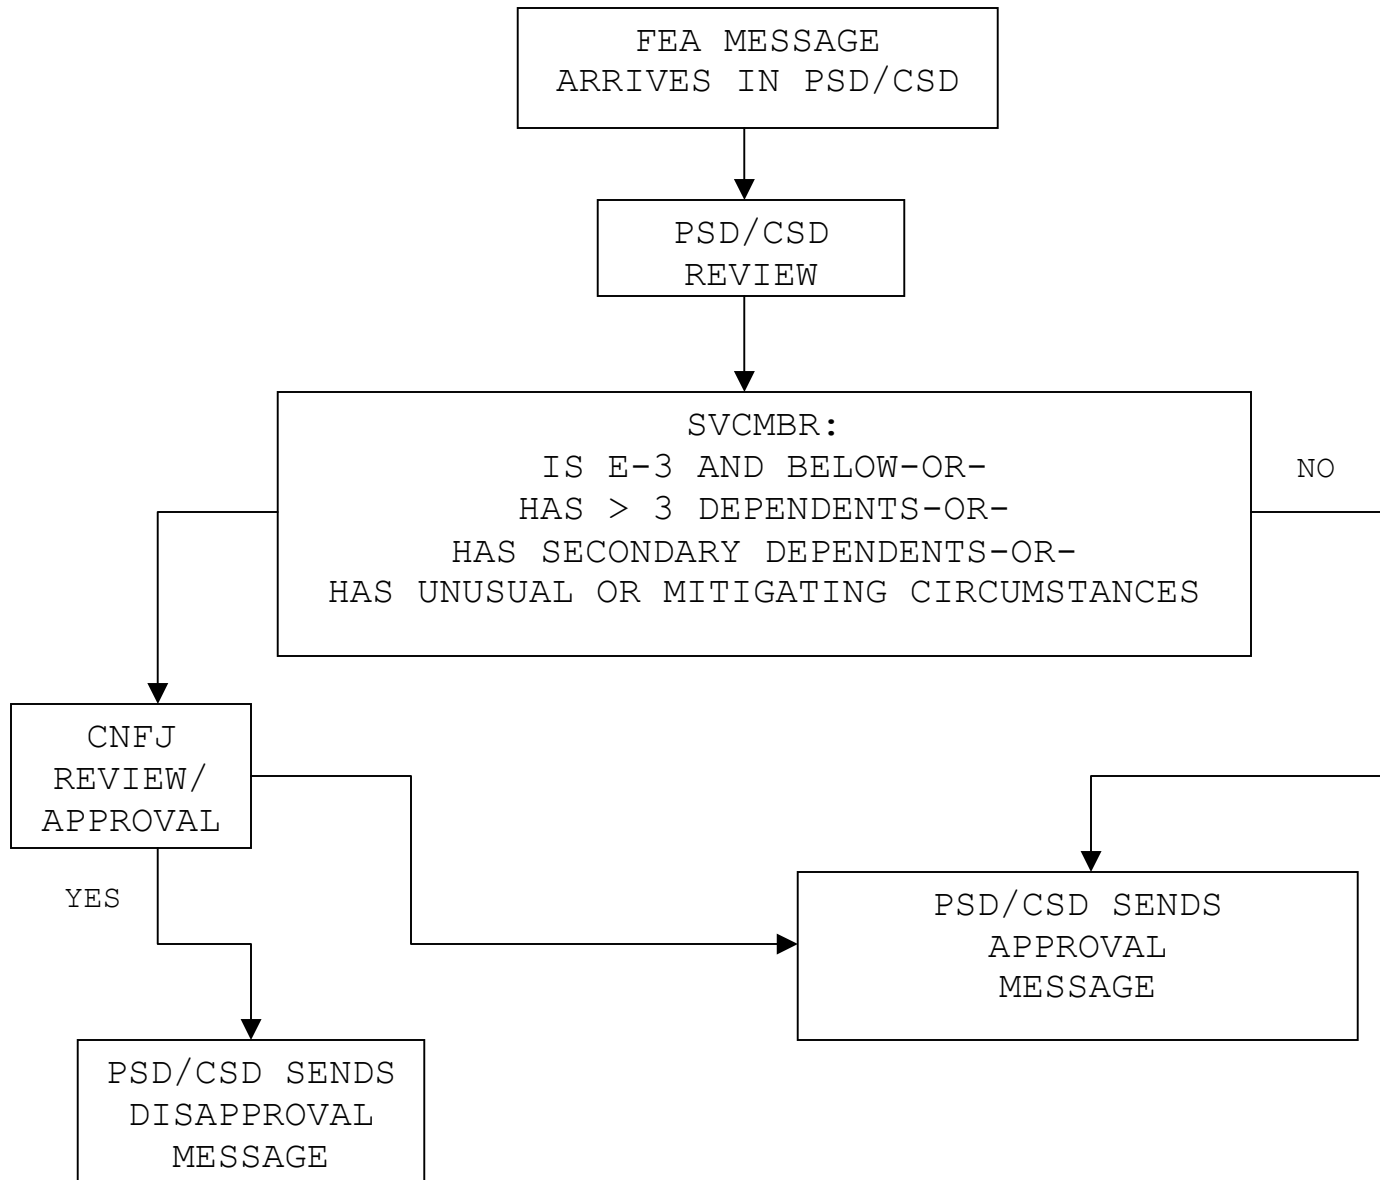 FEA MESSAGE
ARRIVES IN PSD/CSD
PSD/CSD
REVIEW
SVCMBR:
IS E-3 AND BELOW-OR-
HAS > 3 DEPENDENTS-OR-
HAS SECONDARY DEPENDENTS-OR-
HAS UNUSUAL OR MITIGATING CIRCUMSTANCES
NO
CNFJ
REVIEW/
APPROVAL
YES
PSD/CSD SENDS
APPROVAL
MESSAGE
PSD/CSD SENDS
DISAPPROVAL
MESSAGE